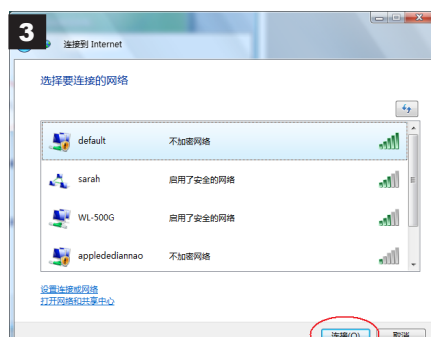 3
连接到 Internet
选择要连接的网络
default 不加密网络
sarah 启用了安全的网络
WL-500G 启用了安全的网络
appledediannao 不加密网络
设置连接或网络
打开网络和共享中心
连接(O) 取消